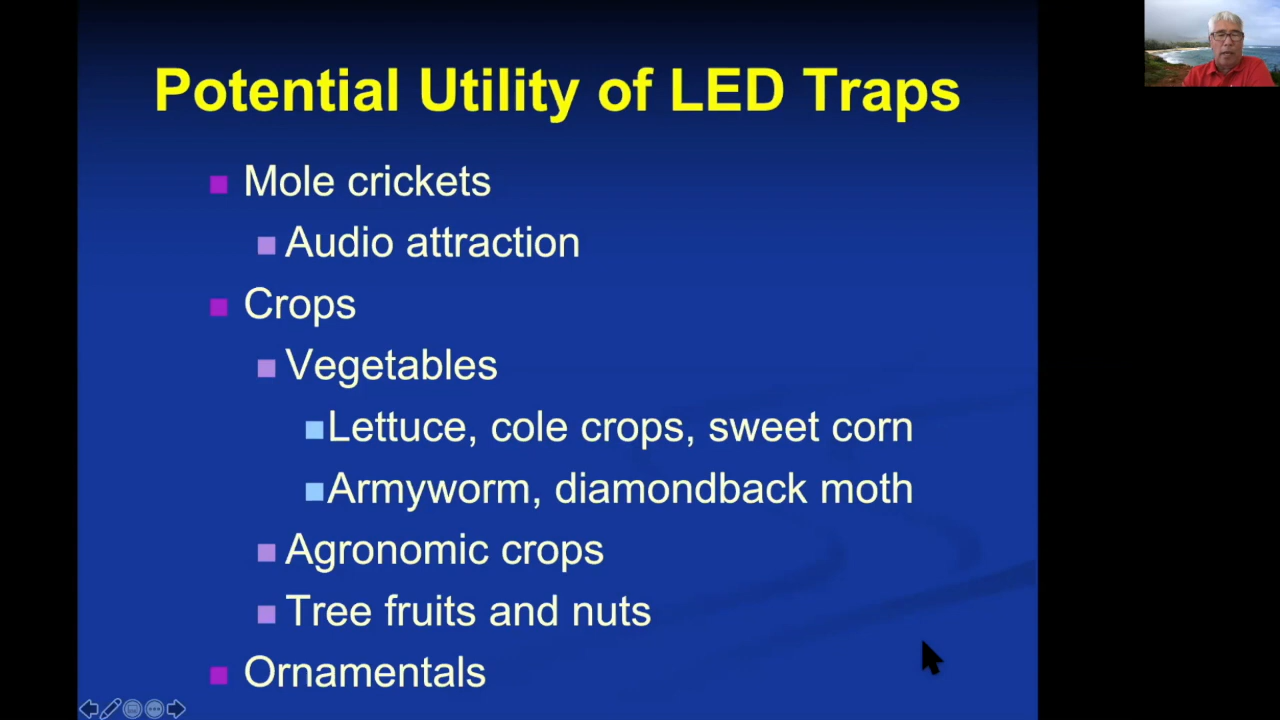 Potential Utility of LED Traps
Mole crickets
Audio attraction
Crops
Vegetables
Lettuce, cole crops, sweet corn
Armyworm, diamondback moth
Agronomic crops
Tree fruits and nuts
Ornamentals